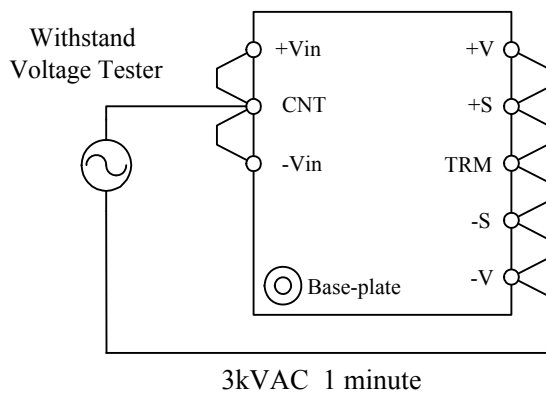 Withstand
Voltage Tester
+Vin
CNT
-Vin
+V
+S
TRM
-S
-V
Base-plate
3kVAC 1 minute